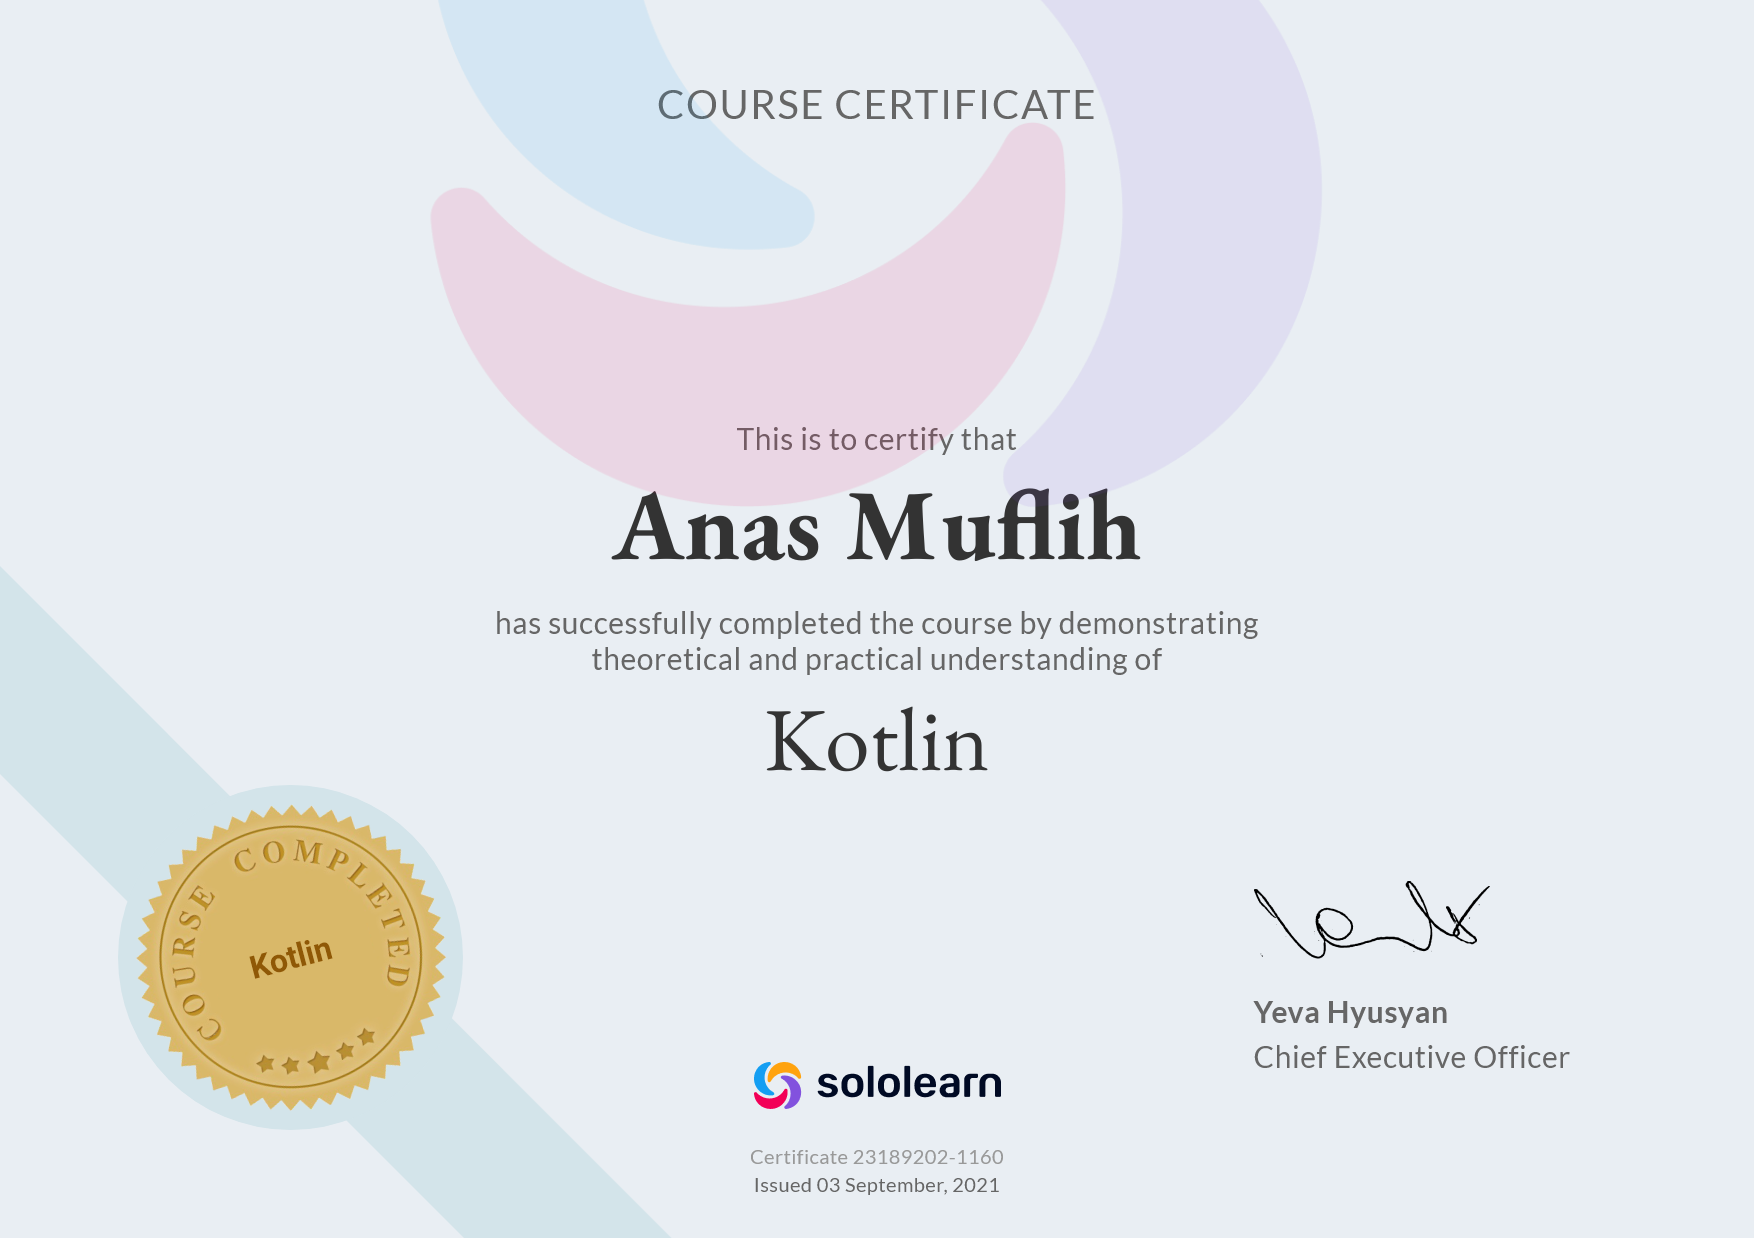 COURSE CERTIFICATE
This is to certify that
Anas Muflih
has successfully completed the course by demonstrating
theoretical and practical understanding of
Kotlin
COURSE COMPLETED
Kotlin
Yeva Hyusyan
Chief Executive Officer
sololearn
Certificate 23189202-1160
Issued 03 September, 2021